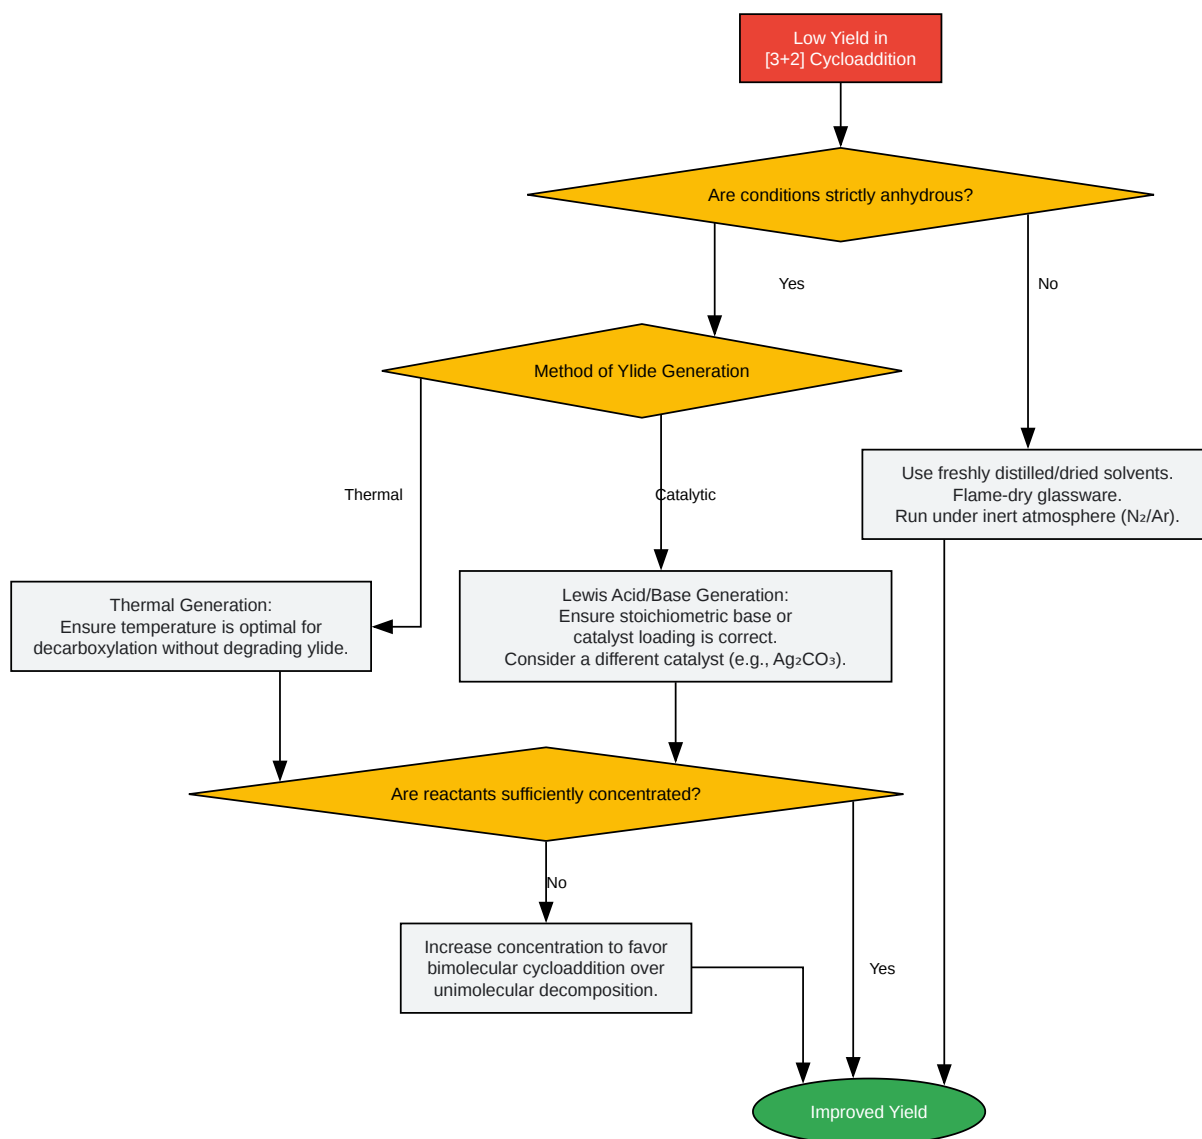 Low Yield in
[3+2] Cycloaddition
Are conditions strictly anhydrous?
Yes
No
Method of Ylide Generation
Thermal
Catalytic
Use freshly distilled/dried solvents.
Flame-dry glassware.
Run under inert atmosphere (N₂/Ar).
Thermal Generation:
Ensure temperature is optimal for
decarboxylation without degrading ylide.
Lewis Acid/Base Generation:
Ensure stoichiometric base or
catalyst loading is correct.
Consider a different catalyst (e.g., Ag₂CO₃).
Are reactants sufficiently concentrated?
No
Increase concentration to favor
bimolecular cycloaddition over
unimolecular decomposition.
Yes
Improved Yield